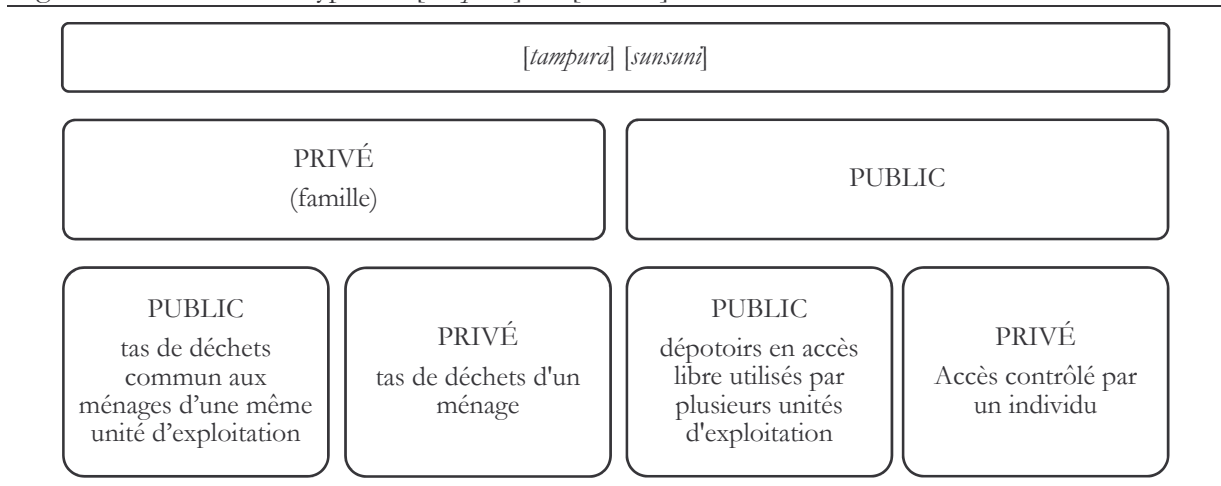 [tampura] [sunsuni]
PRIVÉ
(famille)
PUBLIC
PUBLIC
tas de déchets
commun aux
ménages d’une même
unité d’exploitation
PRIVÉ
tas de déchets d'un
ménage
PUBLIC
dépotoirs en accès
libre utilisés par
plusieurs unités
d'exploitation
PRIVÉ
Accès contrôlé par
un individu